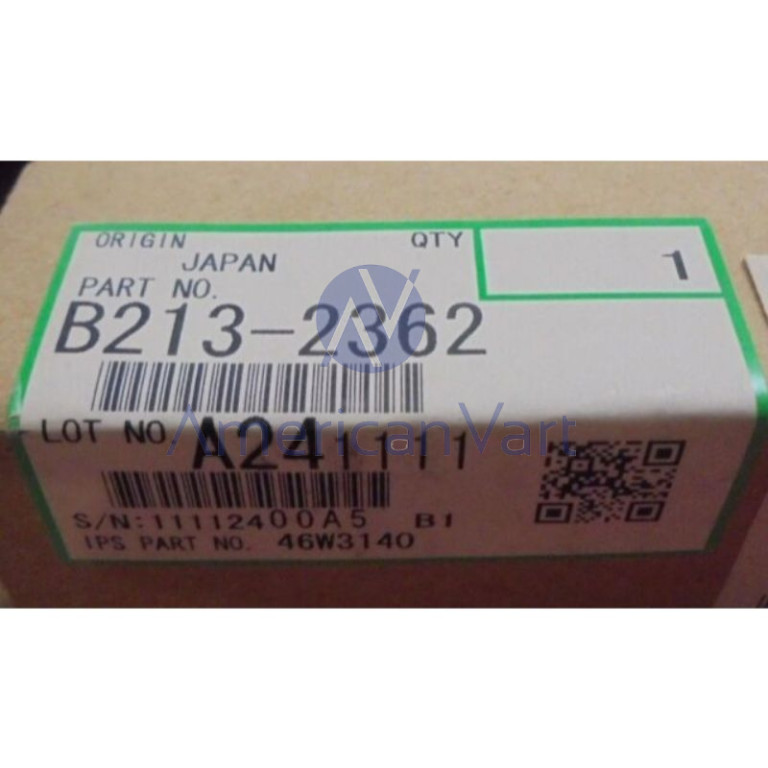 ORIGIN QTY
JAPAN 1
PART NO.
B213-2362
LOT NO. A241111
AmericanVart
S/N:11112400A5 B1
IPS PART NO. 46W3140